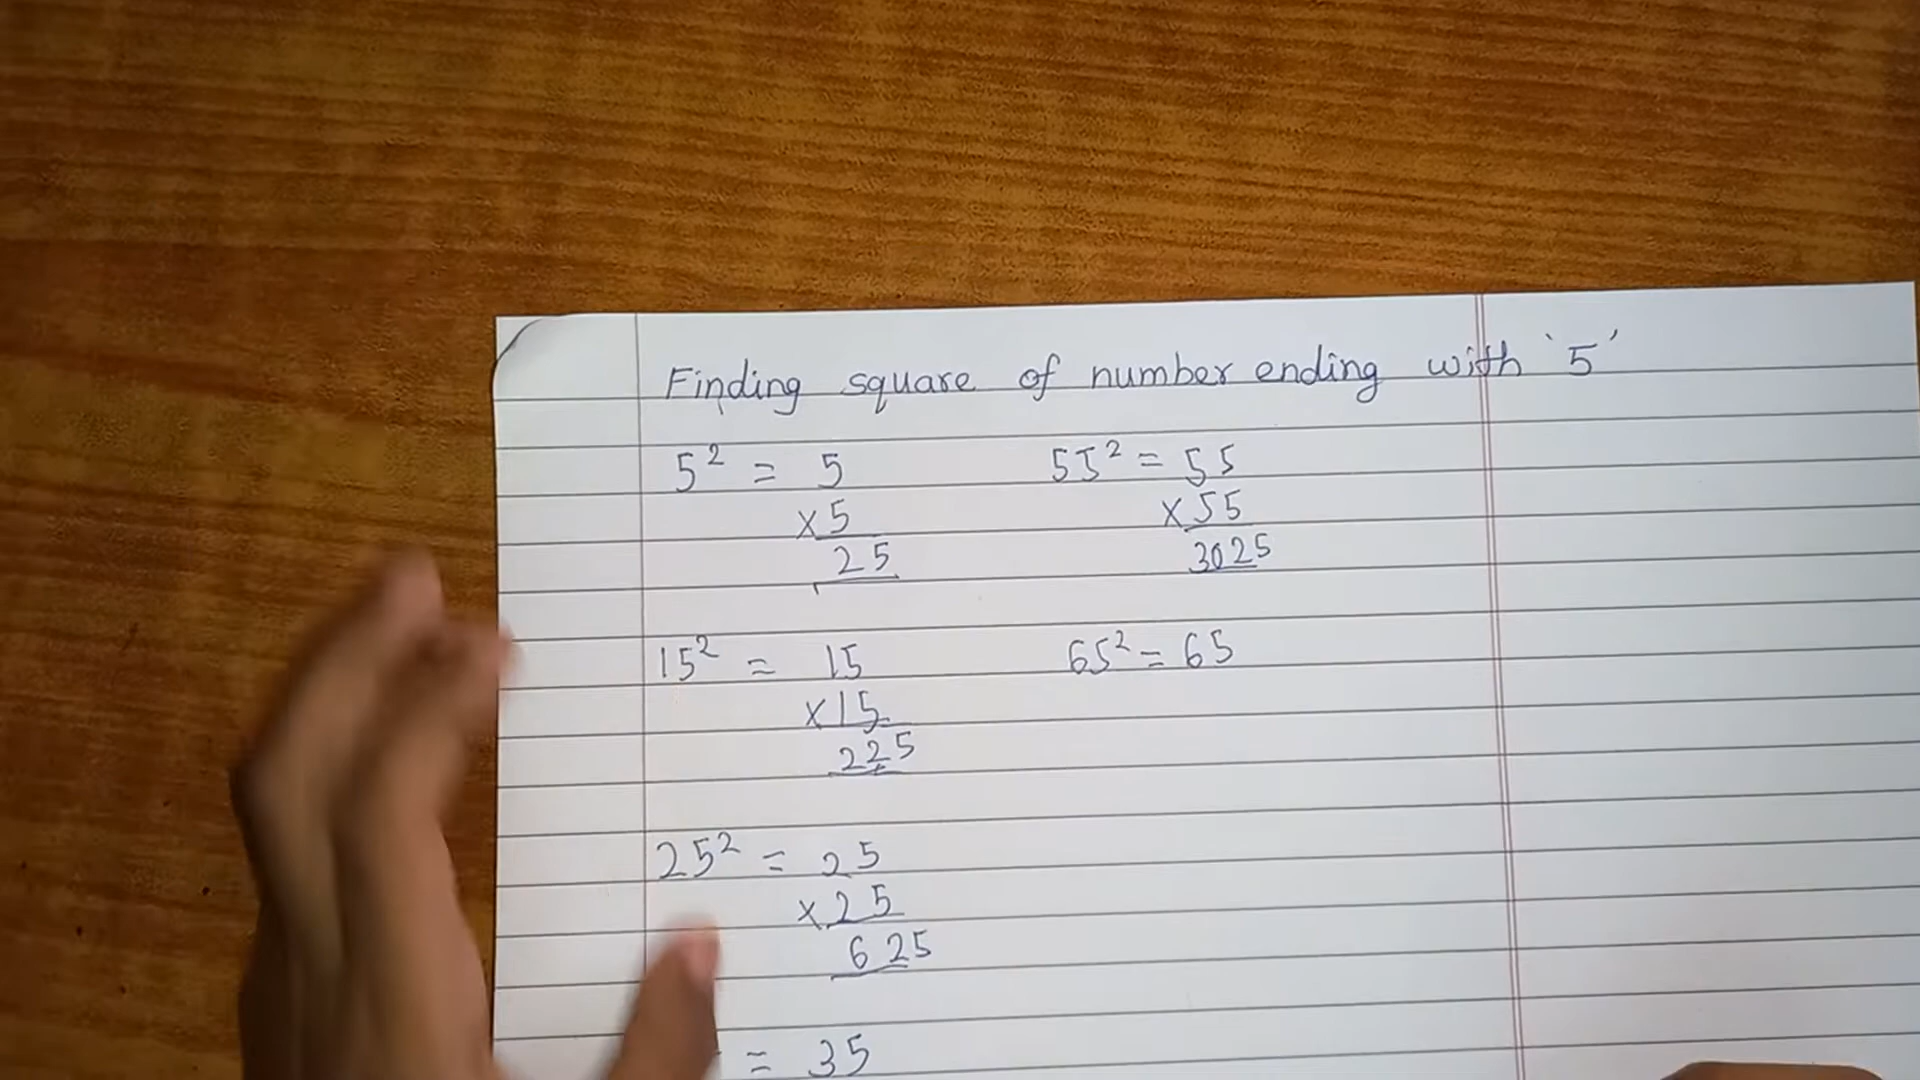 Finding square of number ending with '5'
5² = 5
×5
25
55² = 55
×55
3025
15² = 15
×15
225
65² = 65
25² = 25
×25
625
= 35